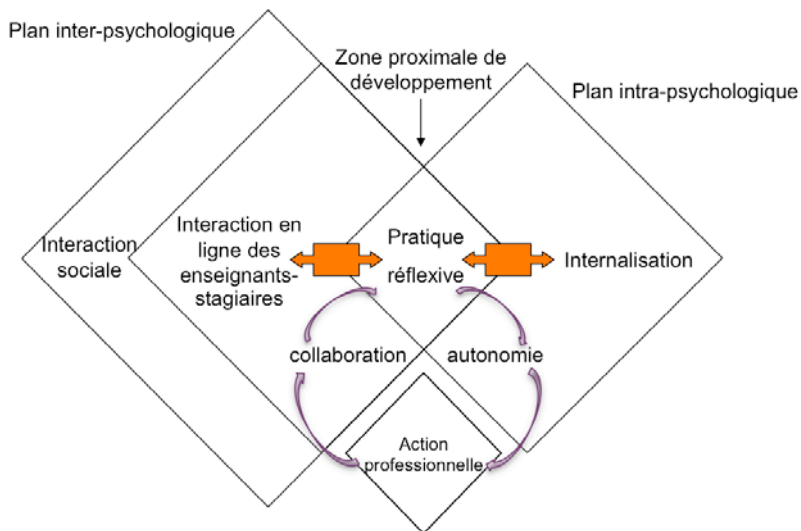 Plan inter-psychologique
Zone proximale de
développement
Plan intra-psychologique
Interaction
sociale
Interaction en
ligne des
enseignants-
stagiaires
Pratique
réflexive
Internalisation
collaboration
autonomie
Action
professionnelle